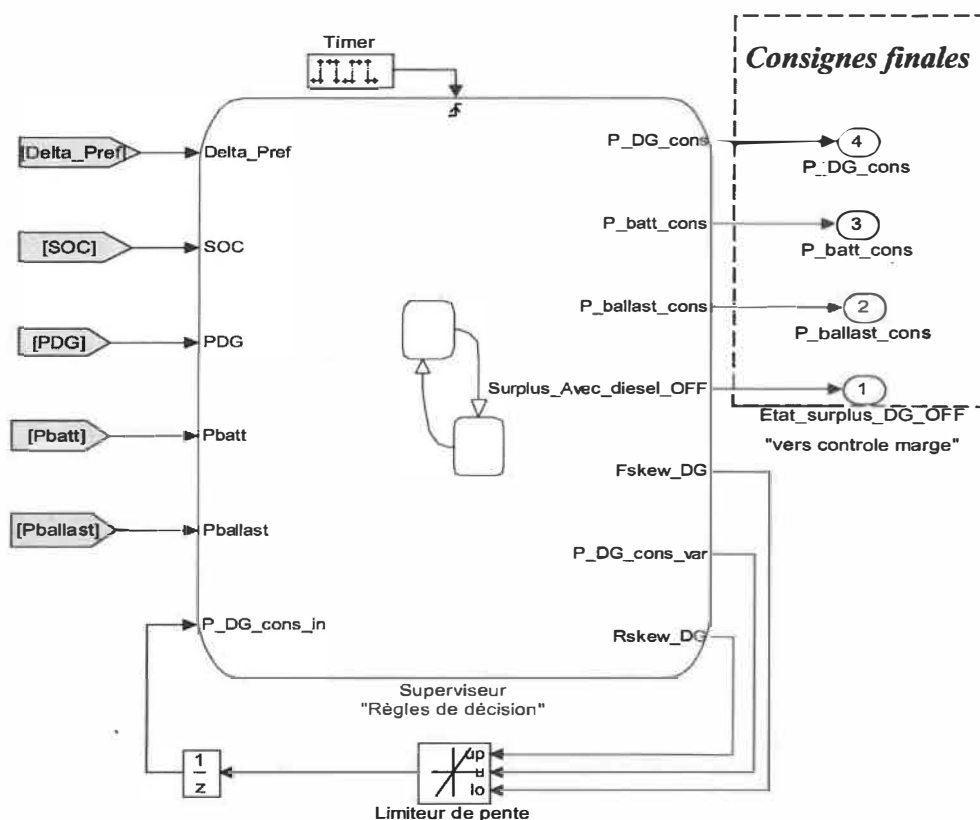 Timer
Consignes finales
[Delta_Pref]
Delta_Pref
P_DG_cons
4
P_DG_cons
[SOC]
SOC
P_batt_cons
3
P_batt_cons
[PDG]
PDG
P_ballast_cons
2
P_ballast_cons
Surplus_Avec_diesel_OFF
1
Etat_surplus_DG_OFF
"vers controle marge"
[Pbatt]
Pbatt
Fskew_DG
[Pballast]
Pballast
P_DG_cons_var
P_DG_cons_in
Rskew_DG
Superviseur
"Règles de décision"
1
z
up
u
lo
Limiteur de pente